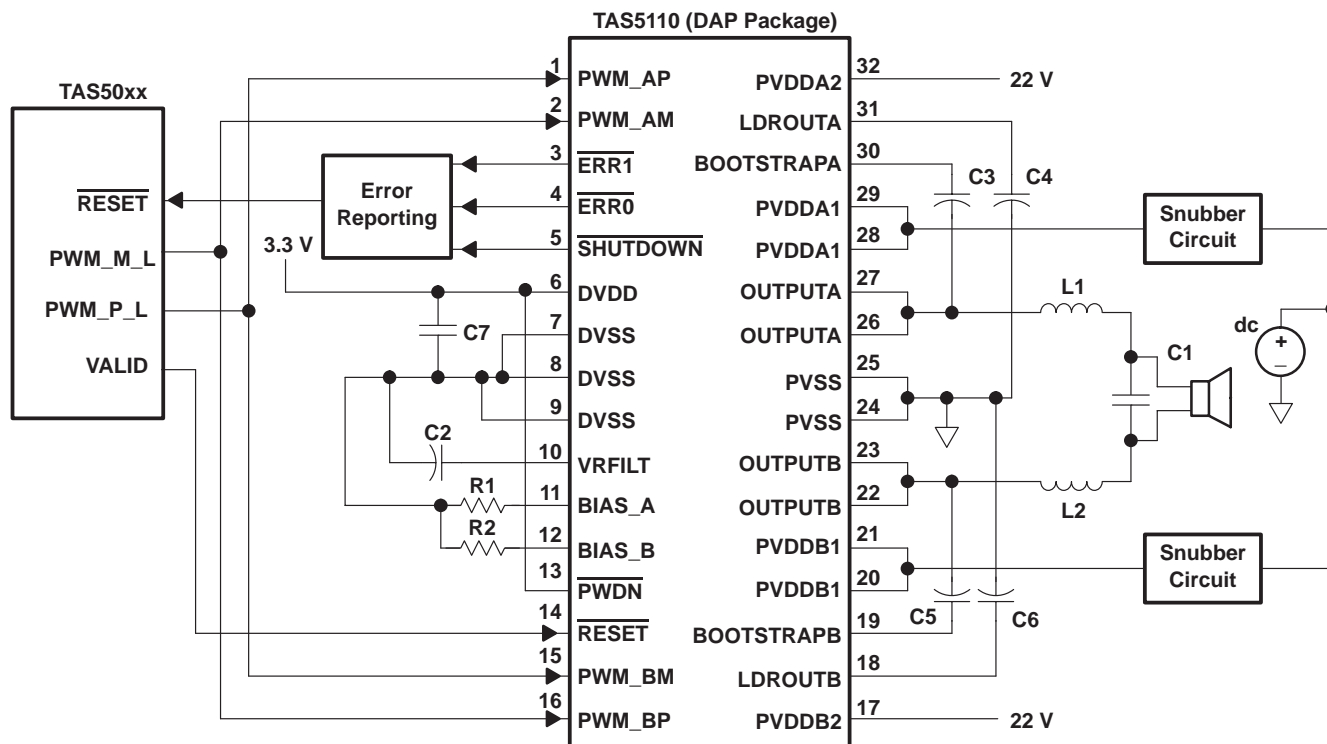 TAS5110 (DAP Package)
TAS50xx
RESET
PWM_M_L
PWM_P_L
VALID
Error
Reporting
3.3 V
C7
C2
R1
R2
1
PWM_AP
2
PWM_AM
3
ERR1
4
ERR0
5
SHUTDOWN
6
DVDD
7
DVSS
8
DVSS
9
DVSS
10
VRFILT
11
BIAS_A
12
BIAS_B
13
PWDN
14
RESET
15
PWM_BM
16
PWM_BP
PVDDA2
32
22 V
LDROUTA
31
BOOTSTRAPA
30
PVDDA1
29
PVDDA1
28
OUTPUTA
27
OUTPUTA
26
PVSS
25
PVSS
24
OUTPUTB
23
OUTPUTB
22
PVDDB1
21
PVDDB1
20
BOOTSTRAPB
19
LDROUTB
18
PVDDB2
17
22 V
C3
C4
Snubber
Circuit
L1
dc
+
–
C1
L2
Snubber
Circuit
C5
C6